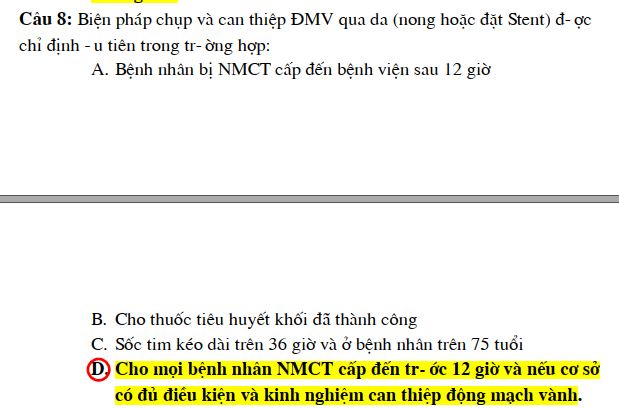 Câu 8: Biện pháp chụp và can thiệp ĐMV qua da (nong hoặc đặt Stent) đ- ợc
chỉ định - u tiên trong tr- ờng hợp:
A. Bệnh nhân bị NMCT cấp đến bệnh viện sau 12 giờ
B. Cho thuốc tiêu huyết khối đã thành công
C. Sốc tim kéo dài trên 36 giờ và ở bệnh nhân trên 75 tuổi
D. Cho mọi bệnh nhân NMCT cấp đến tr- ớc 12 giờ và nếu cơ sở
có đủ điều kiện và kinh nghiệm can thiệp động mạch vành.